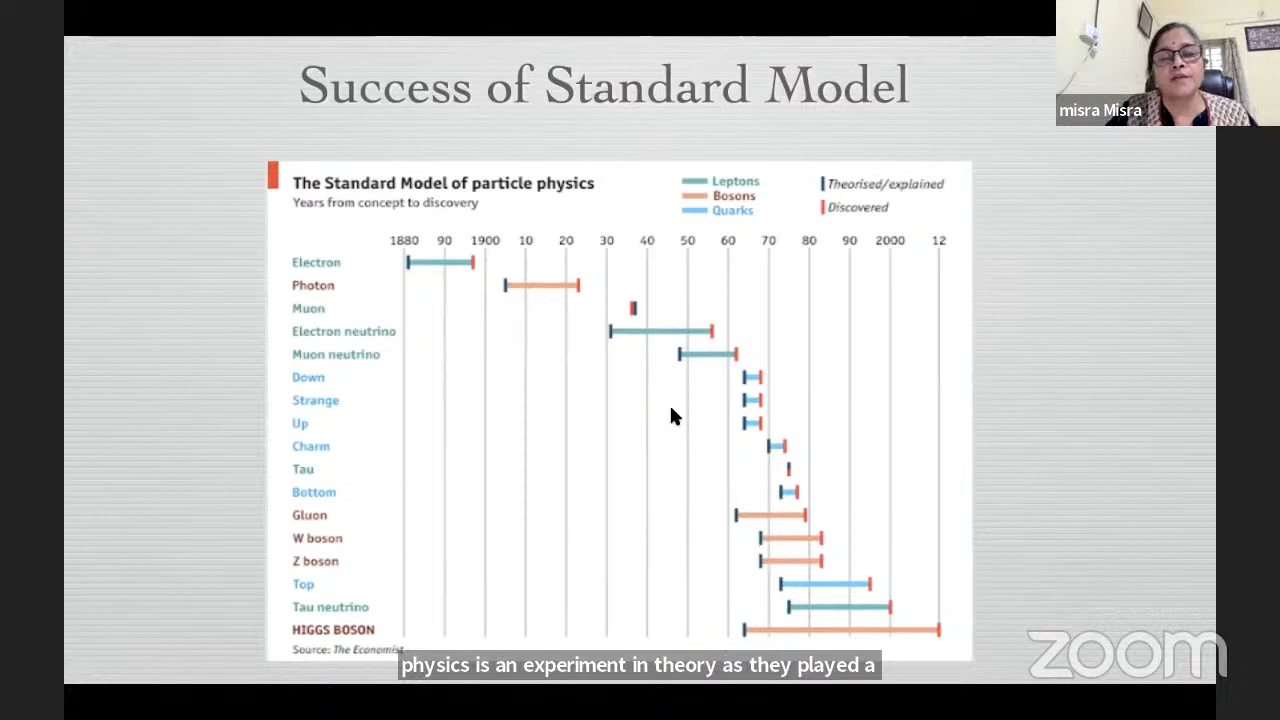 misra Misra
Success of Standard Model
The Standard Model of particle physics
Years from concept to discovery
Leptons
Bosons
Quarks
Theorised/explained
Discovered
1880 90 1900 10 20 30 40 50 60 70 80 90 2000 12
Electron
Photon
Muon
Electron neutrino
Muon neutrino
Down
Strange
Up
Charm
Tau
Bottom
Gluon
W boson
Z boson
Top
Tau neutrino
HIGGS BOSON
Source: The Economist
physics is an experiment in theory as they played a
zoom